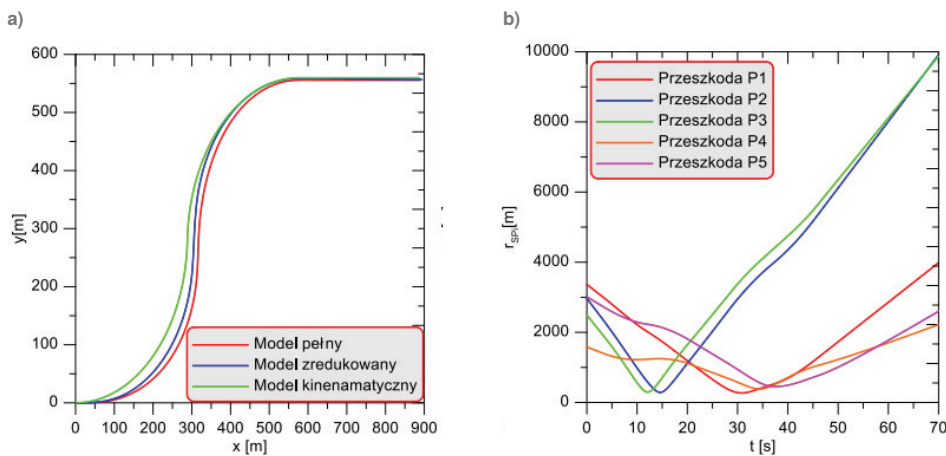 a)
600
500
400
300
200
100
0
y[m]
Model pełny
Model zredukowany
Model kinenamatyczny
0 100 200 300 400 500 600 700 800 900
x [m]
b)
10000
8000
6000
4000
2000
0
r_SPi[m]
Przeszkoda P1
Przeszkoda P2
Przeszkoda P3
Przeszkoda P4
Przeszkoda P5
0 10 20 30 40 50 60 70
t [s]